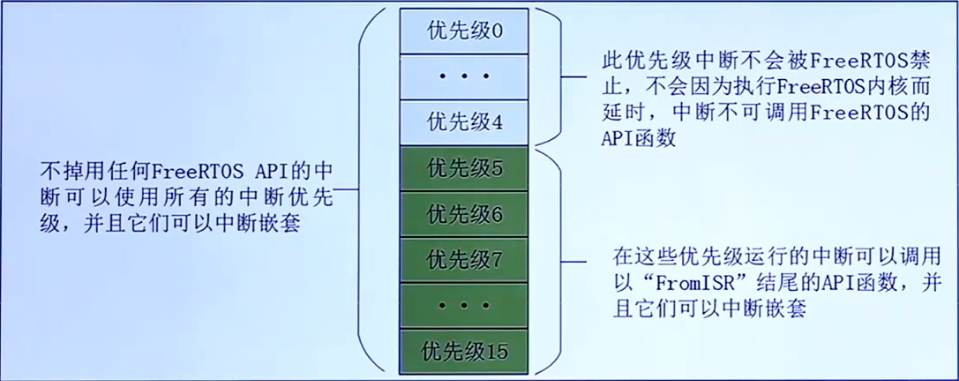 不掉用任何FreeRTOS API的中
断可以使用所有的中断优先
级，并且它们可以中断嵌套
优先级0
···
优先级4
优先级5
优先级6
优先级7
···
优先级15
此优先级中断不会被FreeRTOS禁
止，不会因为执行FreeRTOS内核而
延时，中断不可调用FreeRTOS的
API函数
在这些优先级运行的中断可以调用
以“FromISR”结尾的API函数，并
且它们可以中断嵌套